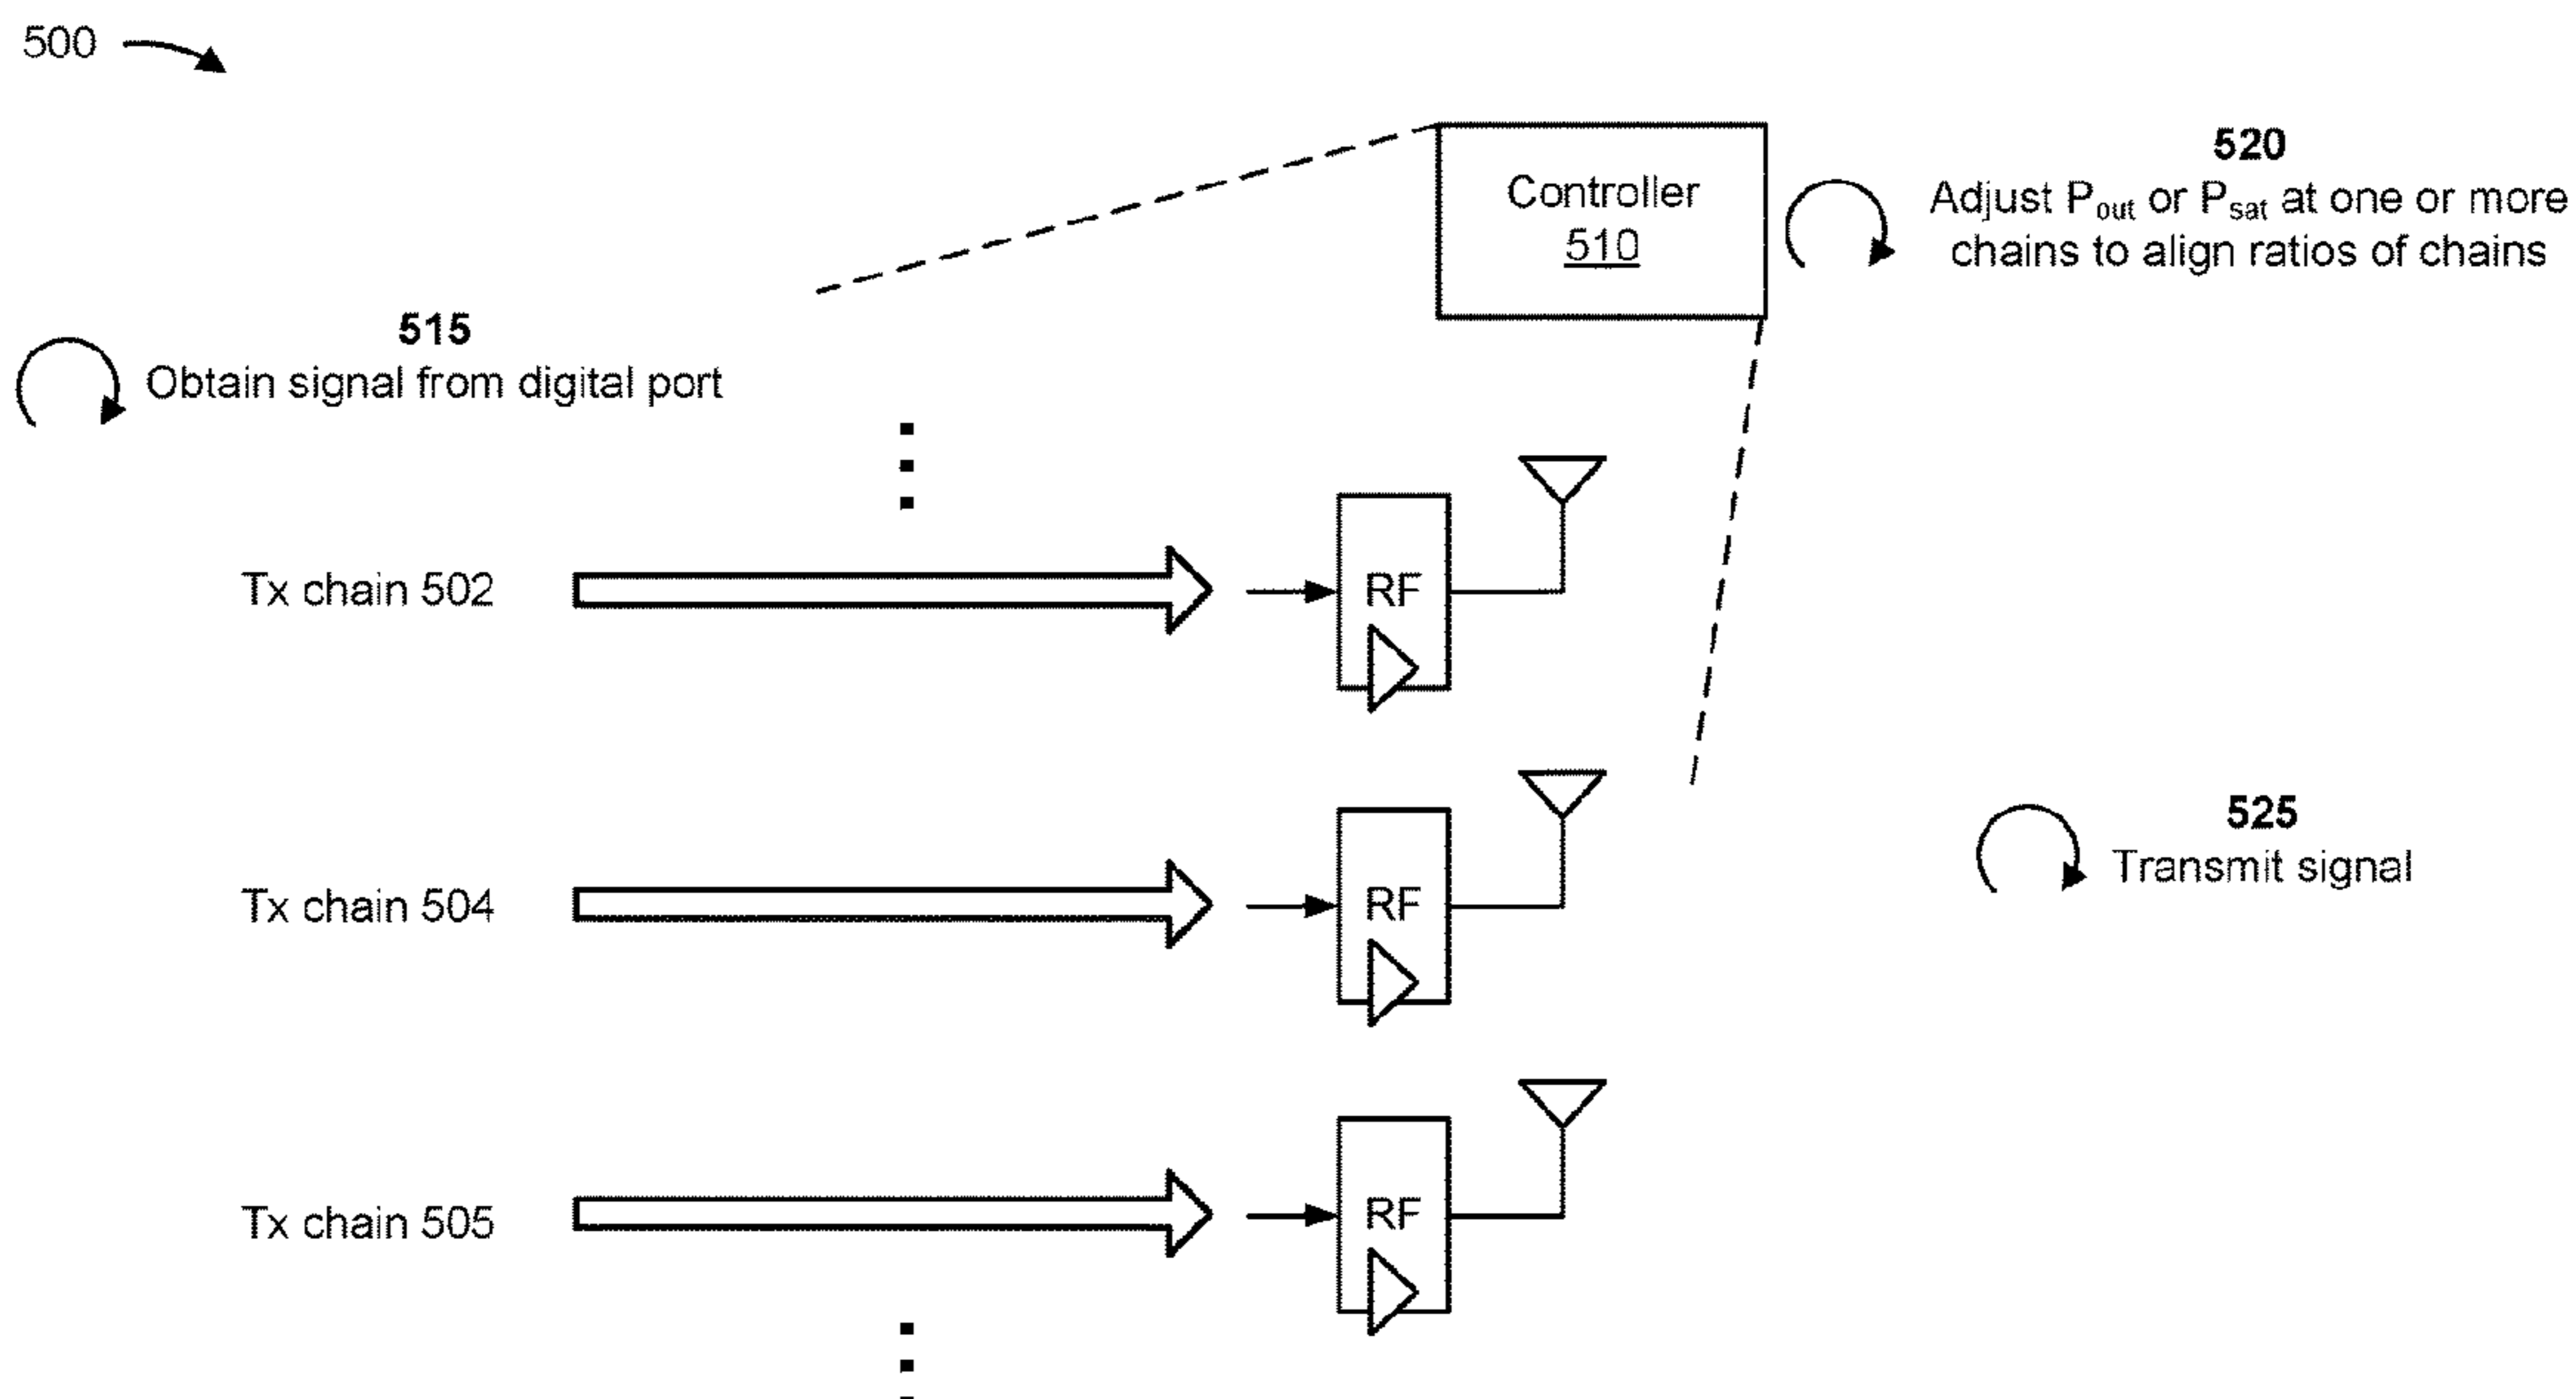 500
Controller
510
520
Adjust Pout or Psat at one or more
chains to align ratios of chains
515
Obtain signal from digital port
Tx chain 502
RF
Tx chain 504
RF
525
Transmit signal
Tx chain 505
RF